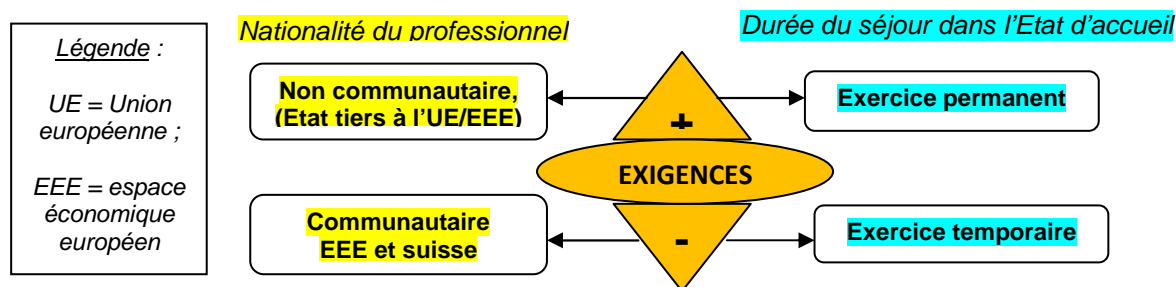 Légende :
UE = Union
européenne ;
EEE = espace
économique
européen
Nationalité du professionnel
Durée du séjour dans l'Etat d'accueil
Non communautaire,
(Etat tiers à l'UE/EEE)
+
Exercice permanent
EXIGENCES
Communautaire
EEE et suisse
-
Exercice temporaire